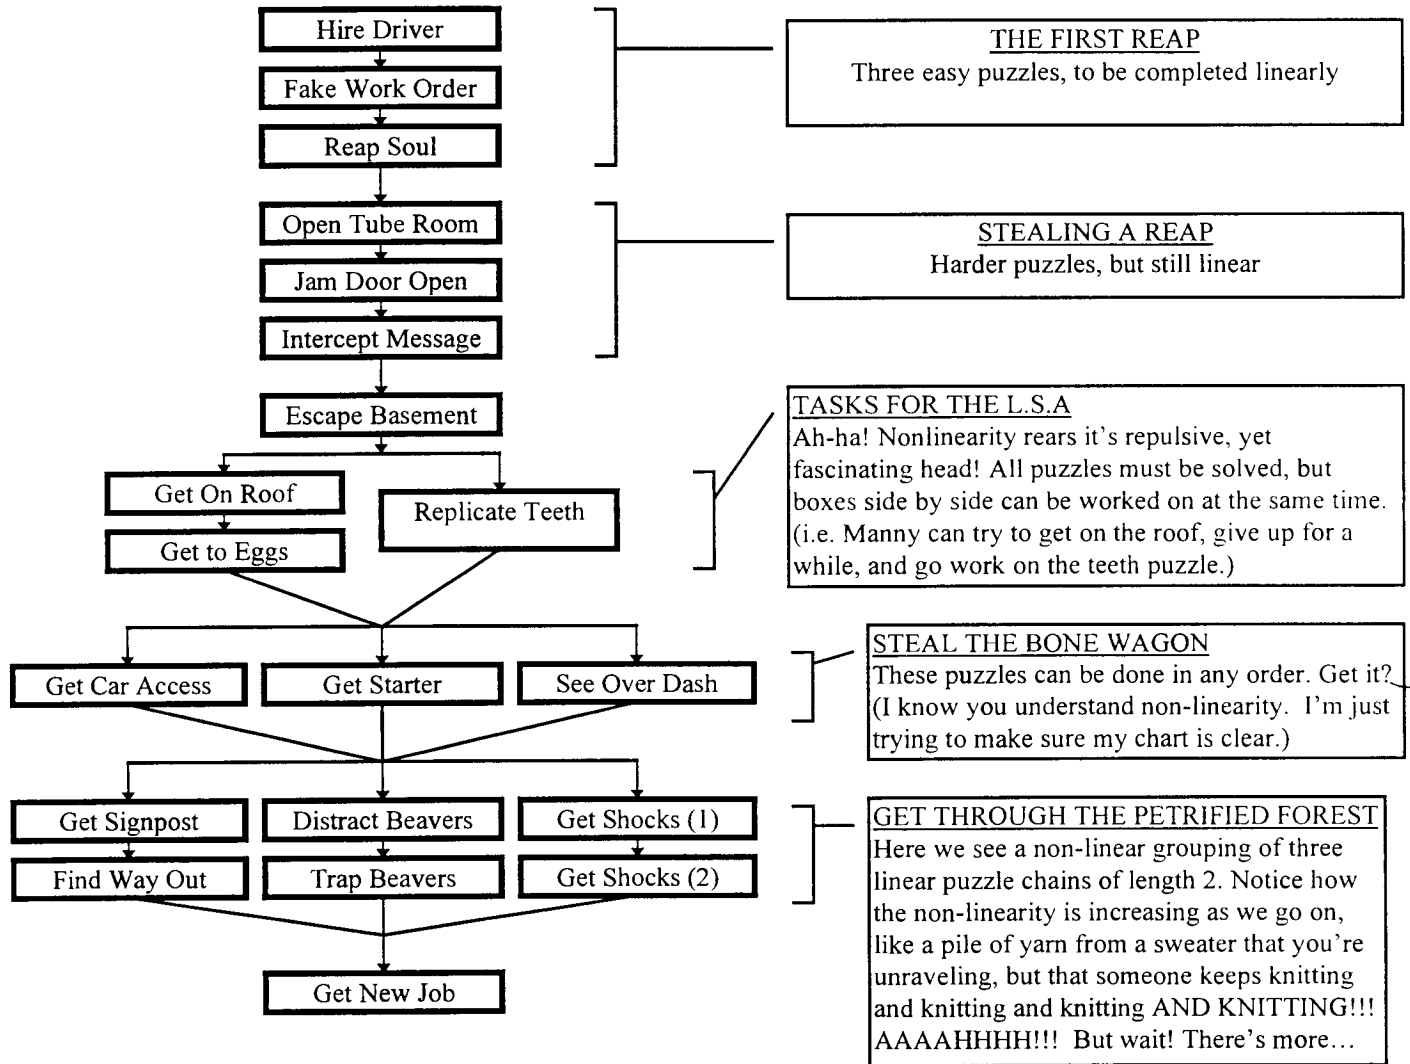 Hire Driver
Fake Work Order
Reap Soul
THE FIRST REAP
Three easy puzzles, to be completed linearly
Open Tube Room
Jam Door Open
Intercept Message
STEALING A REAP
Harder puzzles, but still linear
Escape Basement
Get On Roof
Replicate Teeth
Get to Eggs
TASKS FOR THE L.S.A
Ah-ha! Nonlinearity rears it's repulsive, yet
fascinating head! All puzzles must be solved, but
boxes side by side can be worked on at the same time.
(i.e. Manny can try to get on the roof, give up for a
while, and go work on the teeth puzzle.)
Get Car Access
Get Starter
See Over Dash
STEAL THE BONE WAGON
These puzzles can be done in any order. Get it?
(I know you understand non-linearity. I'm just
trying to make sure my chart is clear.)
Get Signpost
Distract Beavers
Get Shocks (1)
Find Way Out
Trap Beavers
Get Shocks (2)
GET THROUGH THE PETRIFIED FOREST
Here we see a non-linear grouping of three
linear puzzle chains of length 2. Notice how
the non-linearity is increasing as we go on,
like a pile of yarn from a sweater that you're
unraveling, but that someone keeps knitting
and knitting and knitting AND KNITTING!!!
AAAAHHHH!!! But wait! There's more…
Get New Job